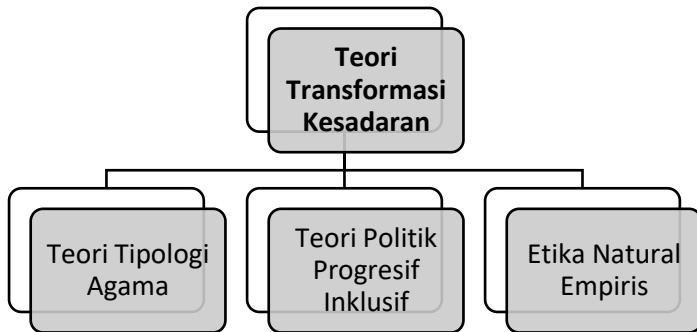 Teori
Transformasi
Kesadaran
Teori Tipologi
Agama
Teori Politik
Progresif
Inklusif
Etika Natural
Empiris